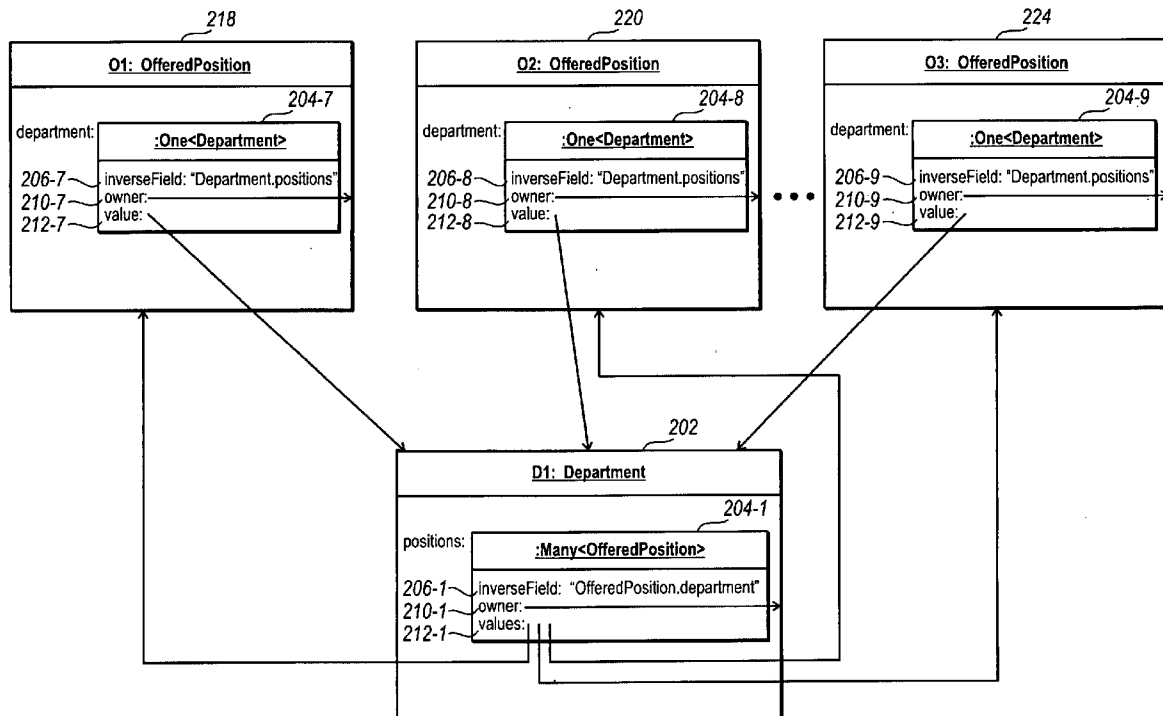 218
O1: OfferedPosition
204-7
department:
:One<Department>
206-7
inverseField: “Department.positions”
210-7
owner:
value:
212-7
220
O2: OfferedPosition
204-8
department:
:One<Department>
206-8
inverseField: “Department.positions”
210-8
owner:
value:
212-8
224
O3: OfferedPosition
204-9
department:
:One<Department>
206-9
inverseField: “Department.positions”
210-9
owner:
value:
212-9
202
D1: Department
204-1
positions:
:Many<OfferedPosition>
206-1
inverseField: “OfferedPosition.department”
210-1
owner:
values:
212-1